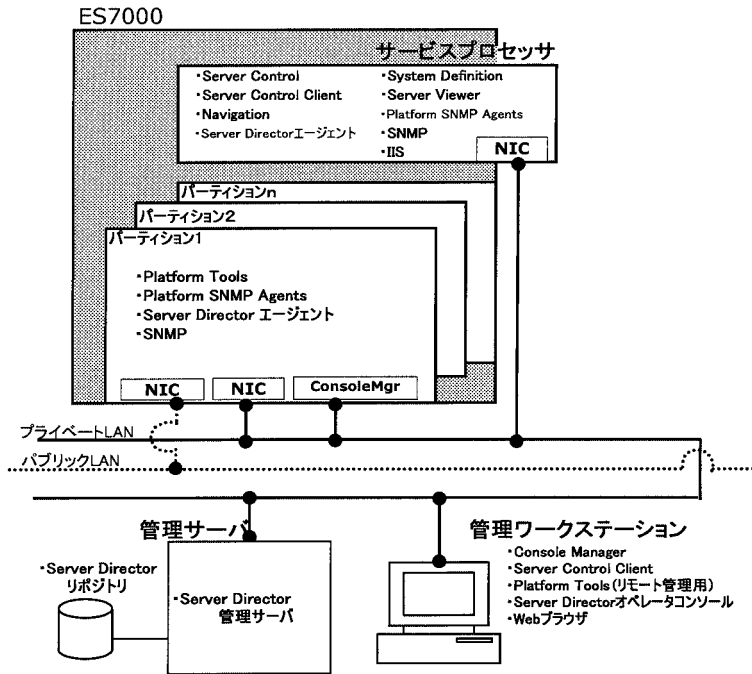 ES7000
サービスプロセッサ
・Server Control
・Server Control Client
・Navigation
・Server Directorエージェント
・System Definition
・Server Viewer
・Platform SNMP Agents
・SNMP
・IIS
NIC
パーティションn
パーティション2
パーティション1
・Platform Tools
・Platform SNMP Agents
・Server Director エージェント
・SNMP
NIC
NIC
ConsoleMgr
プライベートLAN
パブリックLAN
管理サーバ
・Server Director
リポジトリ
・Server Director
管理サーバ
管理ワークステーション
・Console Manager
・Server Control Client
・Platform Tools(リモート管理用)
・Server Directorオペレータコンソール
・Webブラウザ